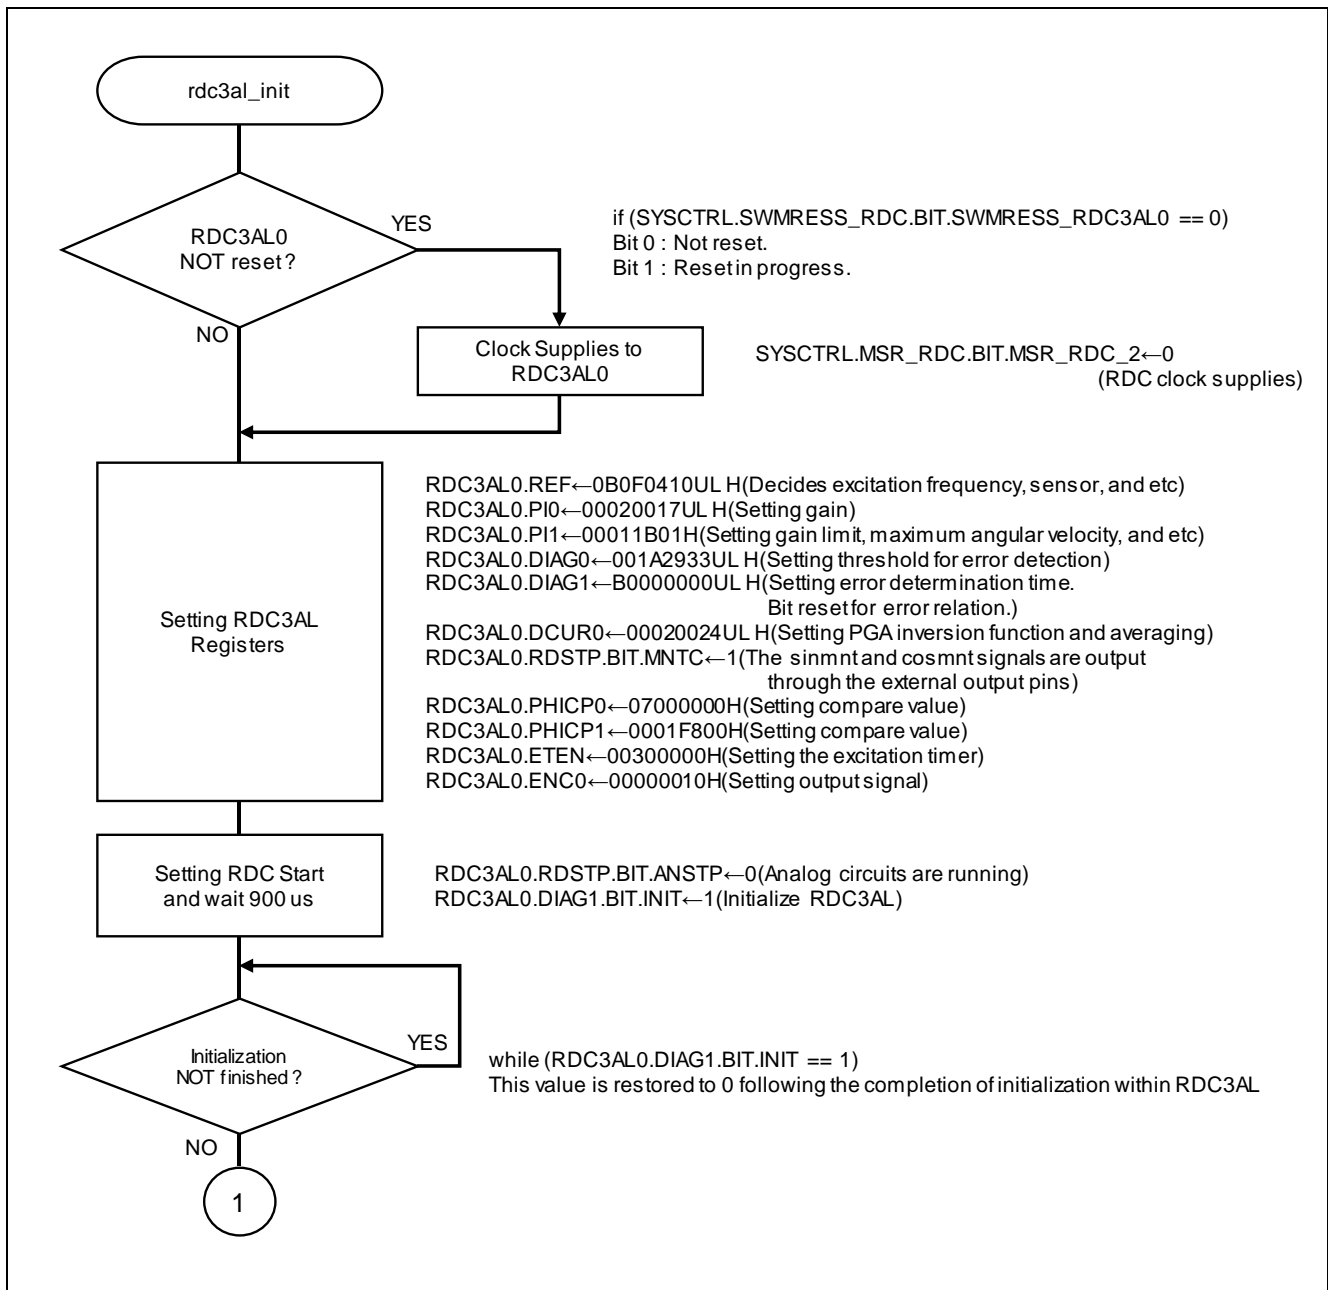 rdc3al_init
RDC3AL0
NOT reset ?
YES
NO
if (SYSCTRL.SWMRESS_RDC.BIT.SWMRESS_RDC3AL0 == 0)
Bit 0 : Not reset.
Bit 1 : Reset in progress.
Clock Supplies to
RDC3AL0
SYSCTRL.MSR_RDC.BIT.MSR_RDC_2←0
(RDC clock supplies)
Setting RDC3AL
Registers
RDC3AL0.REF←0B0F0410UL H(Decides excitation frequency, sensor, and etc)
RDC3AL0.PI0←00020017UL H(Setting gain)
RDC3AL0.PI1←00011B01H(Setting gain limit, maximum angular velocity, and etc)
RDC3AL0.DIAG0←001A2933UL H(Setting threshold for error detection)
RDC3AL0.DIAG1←B0000000UL H(Setting error determination time.
Bit reset for error relation.)
RDC3AL0.DCUR0←00020024UL H(Setting PGA inversion function and averaging)
RDC3AL0.RDSTP.BIT.MNTC←1(The sinmnt and cosmnt signals are output
through the external output pins)
RDC3AL0.PHICP0←07000000H(Setting compare value)
RDC3AL0.PHICP1←0001F800H(Setting compare value)
RDC3AL0.ETEN←00300000H(Setting the excitation timer)
RDC3AL0.ENC0←00000010H(Setting output signal)
Setting RDC Start
and wait 900 us
RDC3AL0.RDSTP.BIT.ANSTP←0(Analog circuits are running)
RDC3AL0.DIAG1.BIT.INIT←1(Initialize RDC3AL)
Initialization
NOT finished ?
YES
NO
while (RDC3AL0.DIAG1.BIT.INIT == 1)
This value is restored to 0 following the completion of initialization within RDC3AL
1